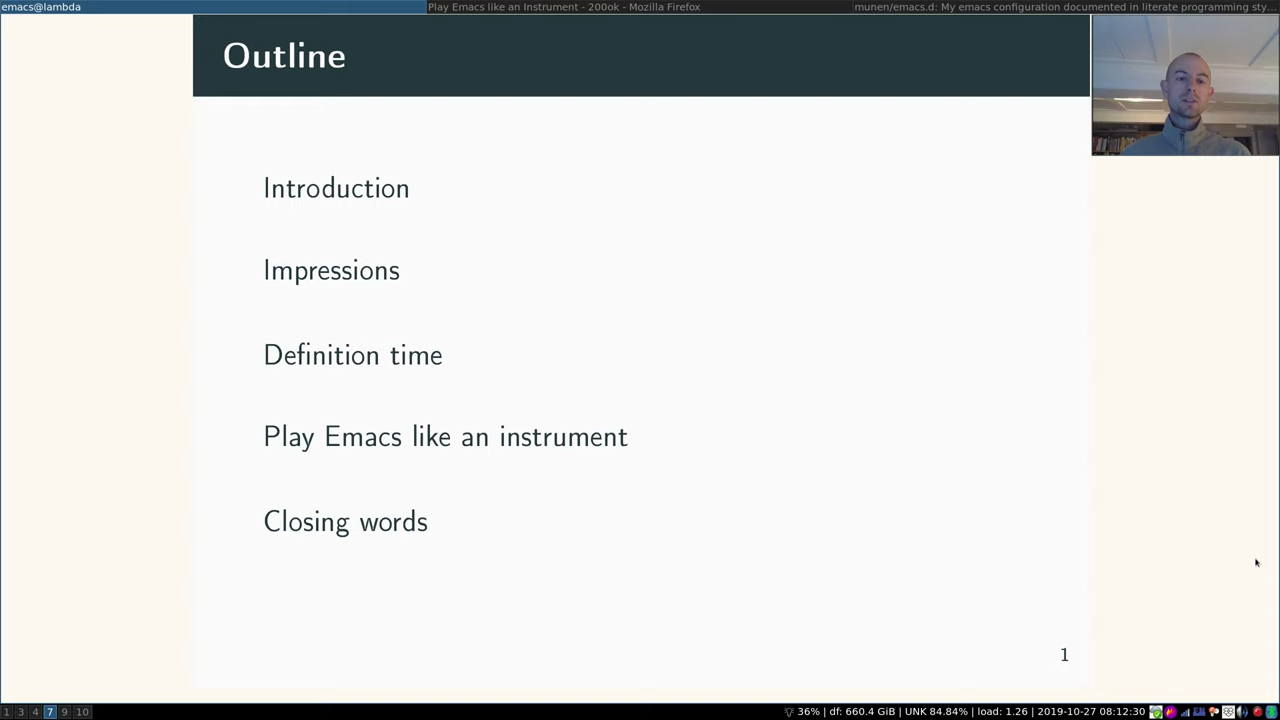 emacs@lambda
Play Emacs like an Instrument - 200ok - Mozilla Firefox
munen/emacs.d: My emacs configuration documented in literate programming sty...
Outline
Introduction
Impressions
Definition time
Play Emacs like an instrument
Closing words
1
1 3 4 7 9 10
36% | df: 660.4 GiB | UNK 84.84% | load: 1.26 | 2019-10-27 08:12:30